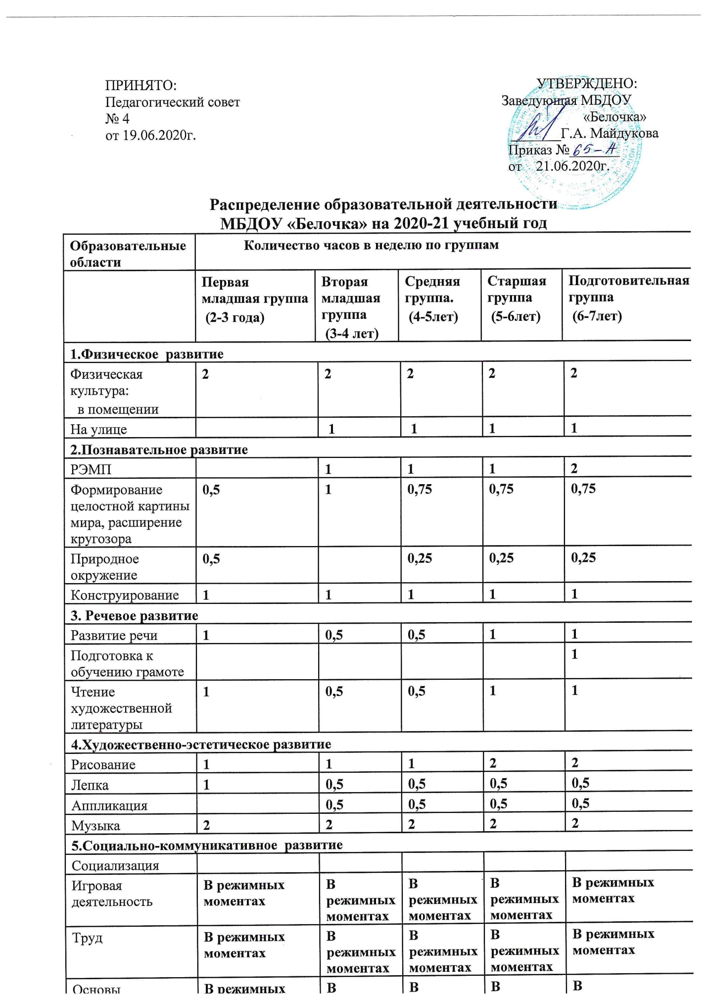 ПРИНЯТО:
Педагогический совет
№ 4
от 19.06.2020г.
УТВЕРЖДЕНО:
Заведующая МБДОУ
«Белочка»
________Г.А. Майдукова
Приказ № 65-А
от 21.06.2020г.
Распределение образовательной деятельности
МБДОУ «Белочка» на 2020-21 учебный год
Образовательные области | Количество часов в неделю по группам
Первая младшая группа (2-3 года) | Вторая младшая группа (3-4 лет) | Средняя группа. (4-5лет) | Старшая группа (5-6лет) | Подготовительная группа (6-7лет)
1.Физическое развитие
Физическая культура: в помещении | 2 | 2 | 2 | 2 | 2
На улице | | 1 | 1 | 1 | 1
2.Познавательное развитие
РЭМП | | 1 | 1 | 1 | 2
Формирование целостной картины мира, расширение кругозора | 0,5 | 1 | 0,75 | 0,75 | 0,75
Природное окружение | 0,5 | | 0,25 | 0,25 | 0,25
Конструирование | 1 | 1 | 1 | 1 | 1
3. Речевое развитие
Развитие речи | 1 | 0,5 | 0,5 | 1 | 1
Подготовка к обучению грамоте | | | | | 1
Чтение художественной литературы | 1 | 0,5 | 0,5 | 1 | 1
4.Художественно-эстетическое развитие
Рисование | 1 | 1 | 1 | 2 | 2
Лепка | 1 | 0,5 | 0,5 | 0,5 | 0,5
Аппликация | | 0,5 | 0,5 | 0,5 | 0,5
Музыка | 2 | 2 | 2 | 2 | 2
5.Социально-коммуникативное развитие
Социализация
Игровая деятельность | В режимных моментах | В режимных моментах | В режимных моментах | В режимных моментах | В режимных моментах
Труд | В режимных моментах | В режимных моментах | В режимных моментах | В режимных моментах | В режимных моментах
Основы | В режимных | В | В | В | В